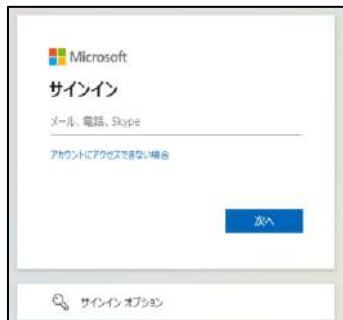 Microsoft
サインイン
メール、電話、Skype
アカウントにアクセスできない場合
次へ
サインイン オプション